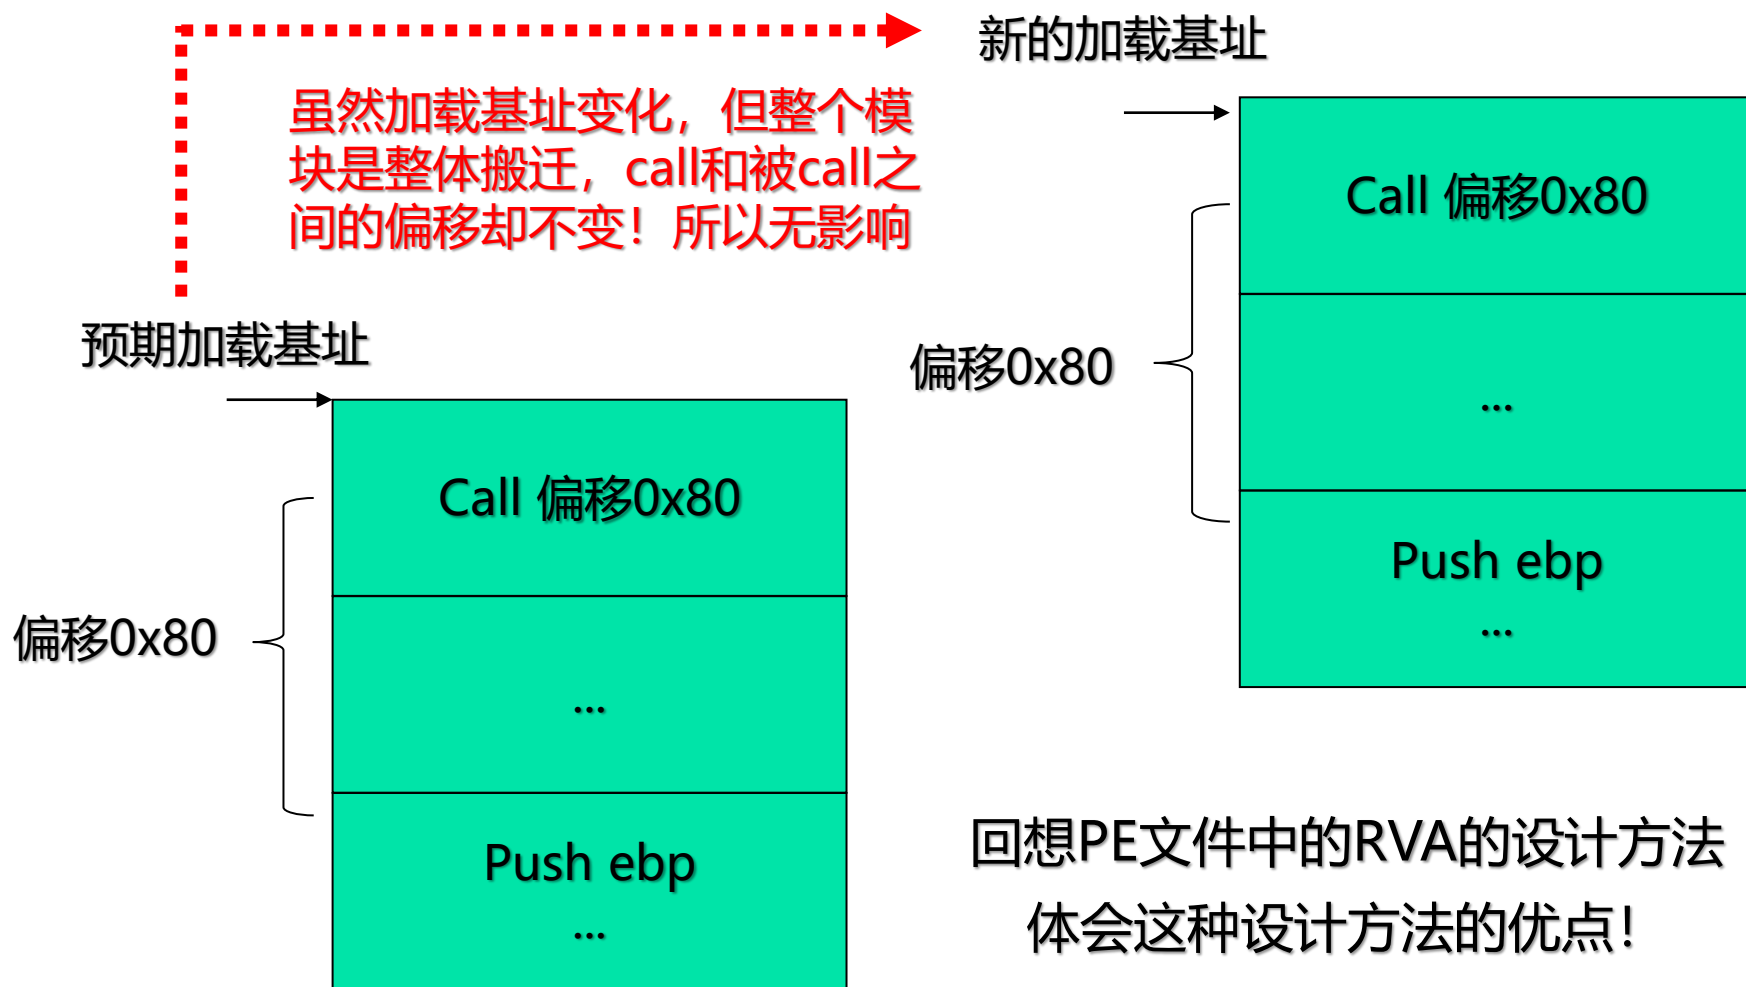 新的加载基址
虽然加载基址变化，但整个模
块是整体搬迁，call和被call之
间的偏移却不变！所以无影响
预期加载基址
Call 偏移0x80
偏移0x80
...
Push ebp
...
Call 偏移0x80
偏移0x80
...
Push ebp
...
回想PE文件中的RVA的设计方法
体会这种设计方法的优点！